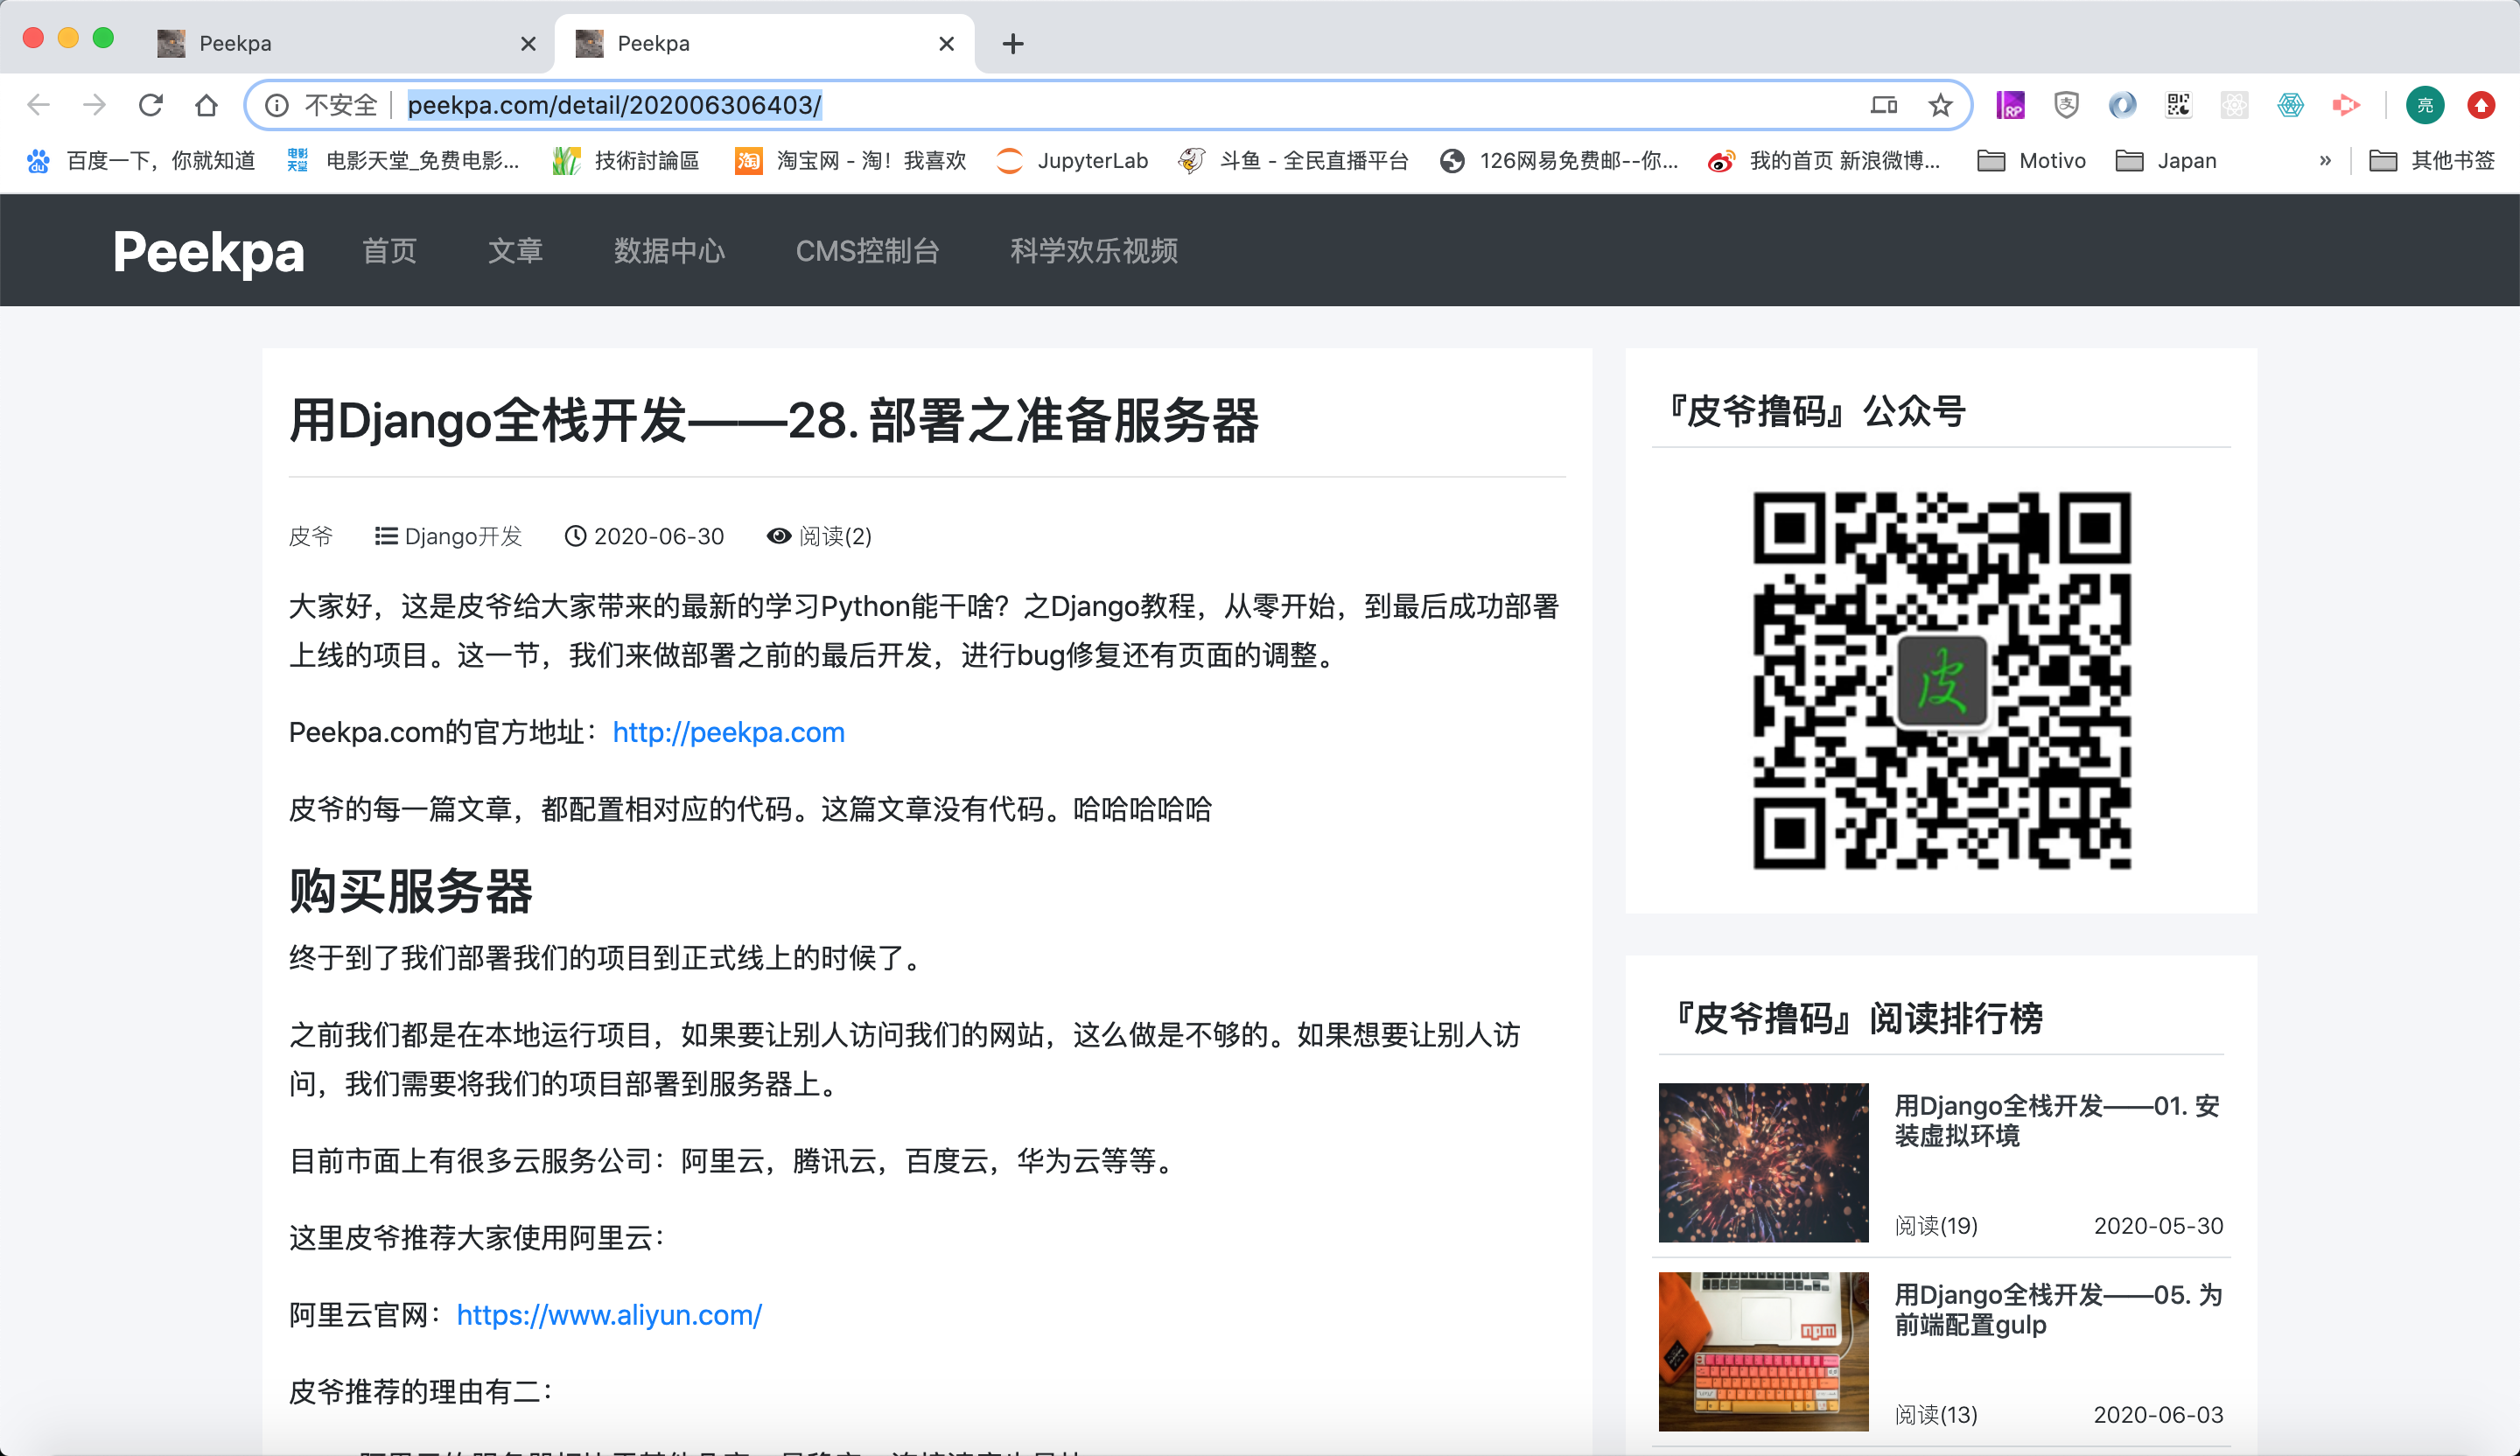 Peekpa
Peekpa
不安全 peekpa.com/detail/202006306403/
RP
支
亮
百度一下，你就知道
电影天堂
电影天堂_免费电影...
技術討論區
淘
淘宝网 - 淘！我喜欢
JupyterLab
斗鱼 - 全民直播平台
126网易免费邮--你...
我的首页 新浪微博...
Motivo
Japan
»
其他书签
Peekpa 首页 文章 数据中心 CMS控制台 科学欢乐视频
用Django全栈开发——28. 部署之准备服务器
皮爷 Django开发 2020-06-30 阅读(2)
大家好，这是皮爷给大家带来的最新的学习Python能干啥？之Django教程，从零开始，到最后成功部署
上线的项目。这一节，我们来做部署之前的最后开发，进行bug修复还有页面的调整。
Peekpa.com的官方地址：http://peekpa.com
皮爷的每一篇文章，都配置相对应的代码。这篇文章没有代码。哈哈哈哈哈
购买服务器
终于到了我们部署我们的项目到正式线上的时候了。
之前我们都是在本地运行项目，如果要让别人访问我们的网站，这么做是不够的。如果想要让别人访
问，我们需要将我们的项目部署到服务器上。
目前市面上有很多云服务公司：阿里云，腾讯云，百度云，华为云等等。
这里皮爷推荐大家使用阿里云：
阿里云官网：https://www.aliyun.com/
皮爷推荐的理由有二：
『皮爷撸码』公众号
皮
『皮爷撸码』阅读排行榜
用Django全栈开发——01. 安
装虚拟环境
阅读(19) 2020-05-30
npm
用Django全栈开发——05. 为
前端配置gulp
阅读(13) 2020-06-03